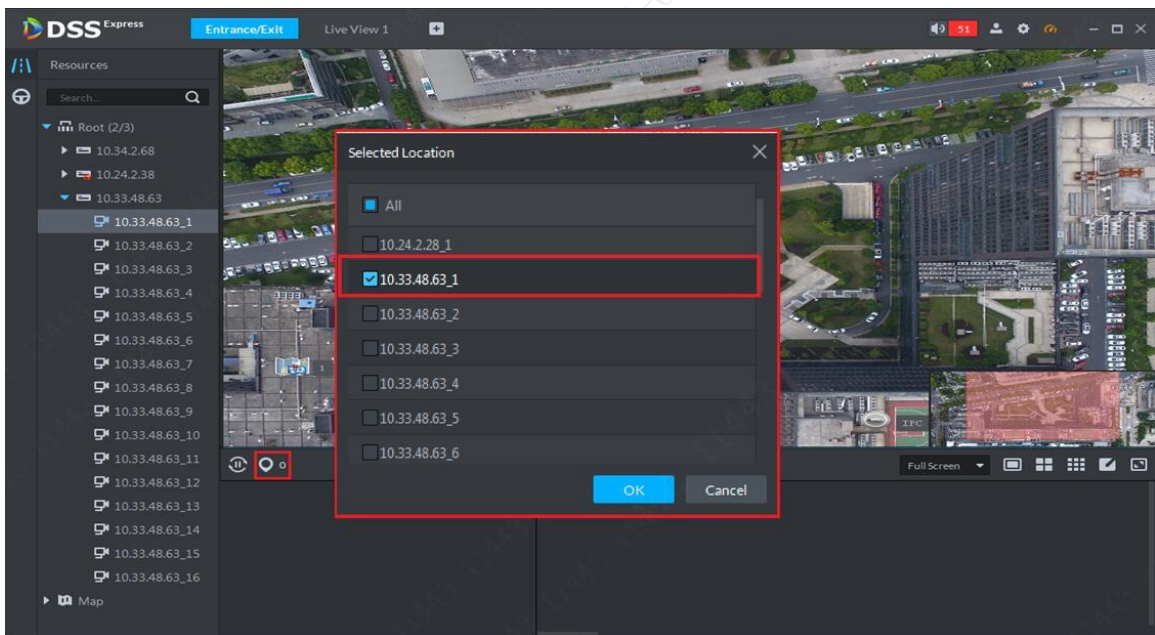 DSS Express
Entrance/Exit
Live View 1
51
Resources
Search...
Root (2/3)
10.34.2.68
10.24.2.38
10.33.48.63
10.33.48.63_1
10.33.48.63_2
10.33.48.63_3
10.33.48.63_4
10.33.48.63_5
10.33.48.63_6
10.33.48.63_7
10.33.48.63_8
10.33.48.63_9
10.33.48.63_10
10.33.48.63_11
10.33.48.63_12
10.33.48.63_13
10.33.48.63_14
10.33.48.63_15
10.33.48.63_16
Map
Selected Location
All
10.24.2.28_1
10.33.48.63_1
10.33.48.63_2
10.33.48.63_3
10.33.48.63_4
10.33.48.63_5
10.33.48.63_6
OK
Cancel
1
IPC
0
Full Screen